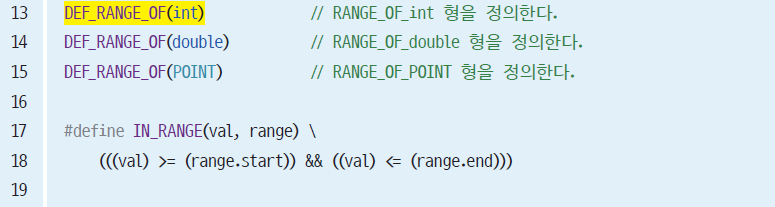 13 DEF_RANGE_OF(int) // RANGE_OF_int 형을 정의한다.
14 DEF_RANGE_OF(double) // RANGE_OF_double 형을 정의한다.
15 DEF_RANGE_OF(POINT) // RANGE_OF_POINT 형을 정의한다.
16
17 #define IN_RANGE(val, range) \
18 (((val) >= (range.start)) && ((val) <= (range.end)))
19